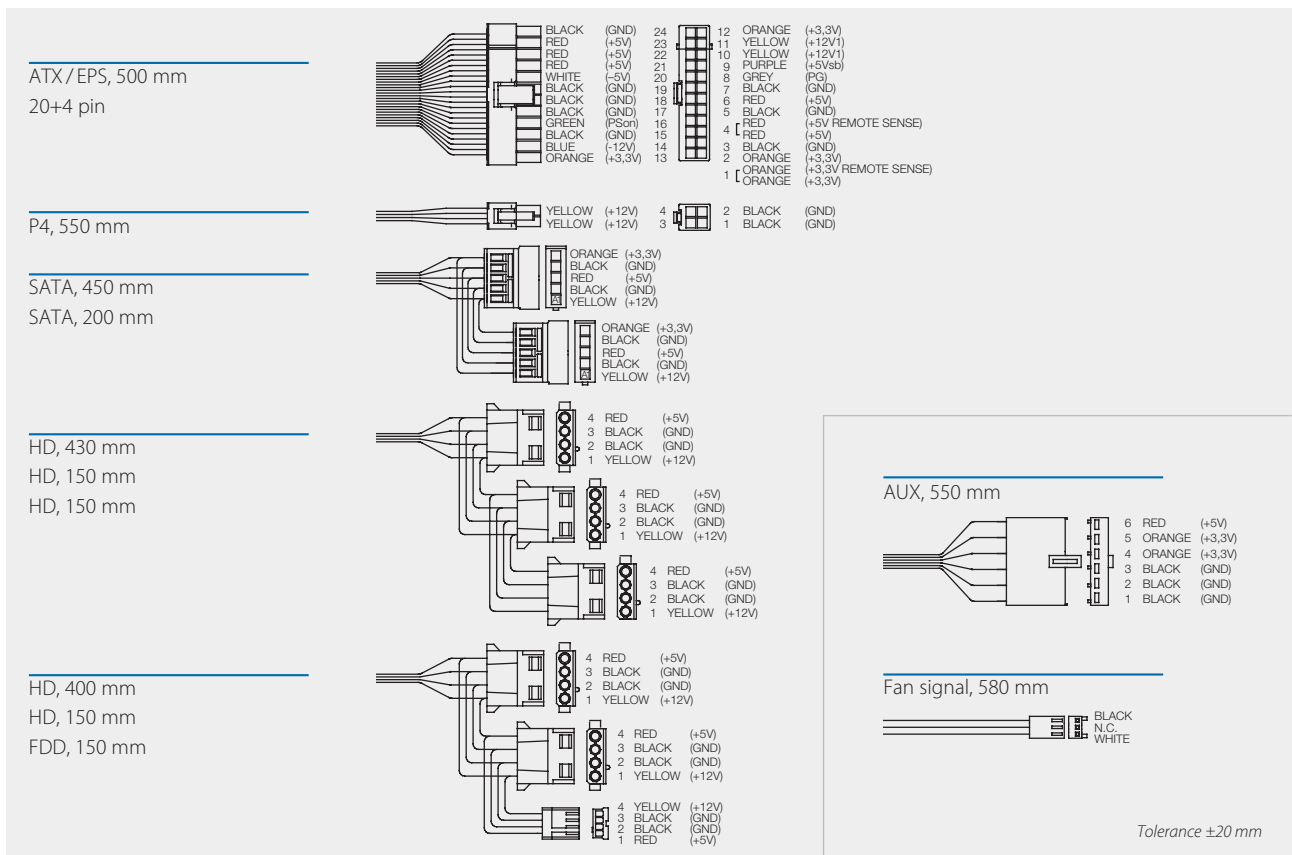 ATX / EPS, 500 mm
20+4 pin
BLACK (GND) 24
RED (+5V) 23
RED (+5V) 22
RED (+5V) 21
WHITE (–5V) 20
BLACK (GND) 19
BLACK (GND) 18
BLACK (GND) 17
GREEN (PSon) 16
BLACK (GND) 15
BLUE (-12V) 14
ORANGE (+3,3V) 13
12 ORANGE (+3,3V)
11 YELLOW (+12V1)
10 YELLOW (+12V1)
9 PURPLE (+5Vsb)
8 GREY (PG)
7 BLACK (GND)
6 RED (+5V)
5 BLACK (GND)
4 [ RED (+5V REMOTE SENSE)
RED (+5V)
3 BLACK (GND)
2 ORANGE (+3,3V)
1 [ ORANGE (+3,3V REMOTE SENSE)
ORANGE (+3,3V)
P4, 550 mm
YELLOW (+12V) 4
YELLOW (+12V) 3
2 BLACK (GND)
1 BLACK (GND)
SATA, 450 mm
SATA, 200 mm
ORANGE (+3,3V)
BLACK (GND)
RED (+5V)
BLACK (GND)
A1 YELLOW (+12V)
ORANGE (+3,3V)
BLACK (GND)
RED (+5V)
BLACK (GND)
A1 YELLOW (+12V)
HD, 430 mm
HD, 150 mm
HD, 150 mm
4 RED (+5V)
3 BLACK (GND)
2 BLACK (GND)
1 YELLOW (+12V)
4 RED (+5V)
3 BLACK (GND)
2 BLACK (GND)
1 YELLOW (+12V)
4 RED (+5V)
3 BLACK (GND)
2 BLACK (GND)
1 YELLOW (+12V)
HD, 400 mm
HD, 150 mm
FDD, 150 mm
4 RED (+5V)
3 BLACK (GND)
2 BLACK (GND)
1 YELLOW (+12V)
4 RED (+5V)
3 BLACK (GND)
2 BLACK (GND)
1 YELLOW (+12V)
4 YELLOW (+12V)
3 BLACK (GND)
2 BLACK (GND)
1 RED (+5V)
AUX, 550 mm
6 RED (+5V)
5 ORANGE (+3,3V)
4 ORANGE (+3,3V)
3 BLACK (GND)
2 BLACK (GND)
1 BLACK (GND)
Fan signal, 580 mm
BLACK
N.C.
WHITE
Tolerance ±20 mm